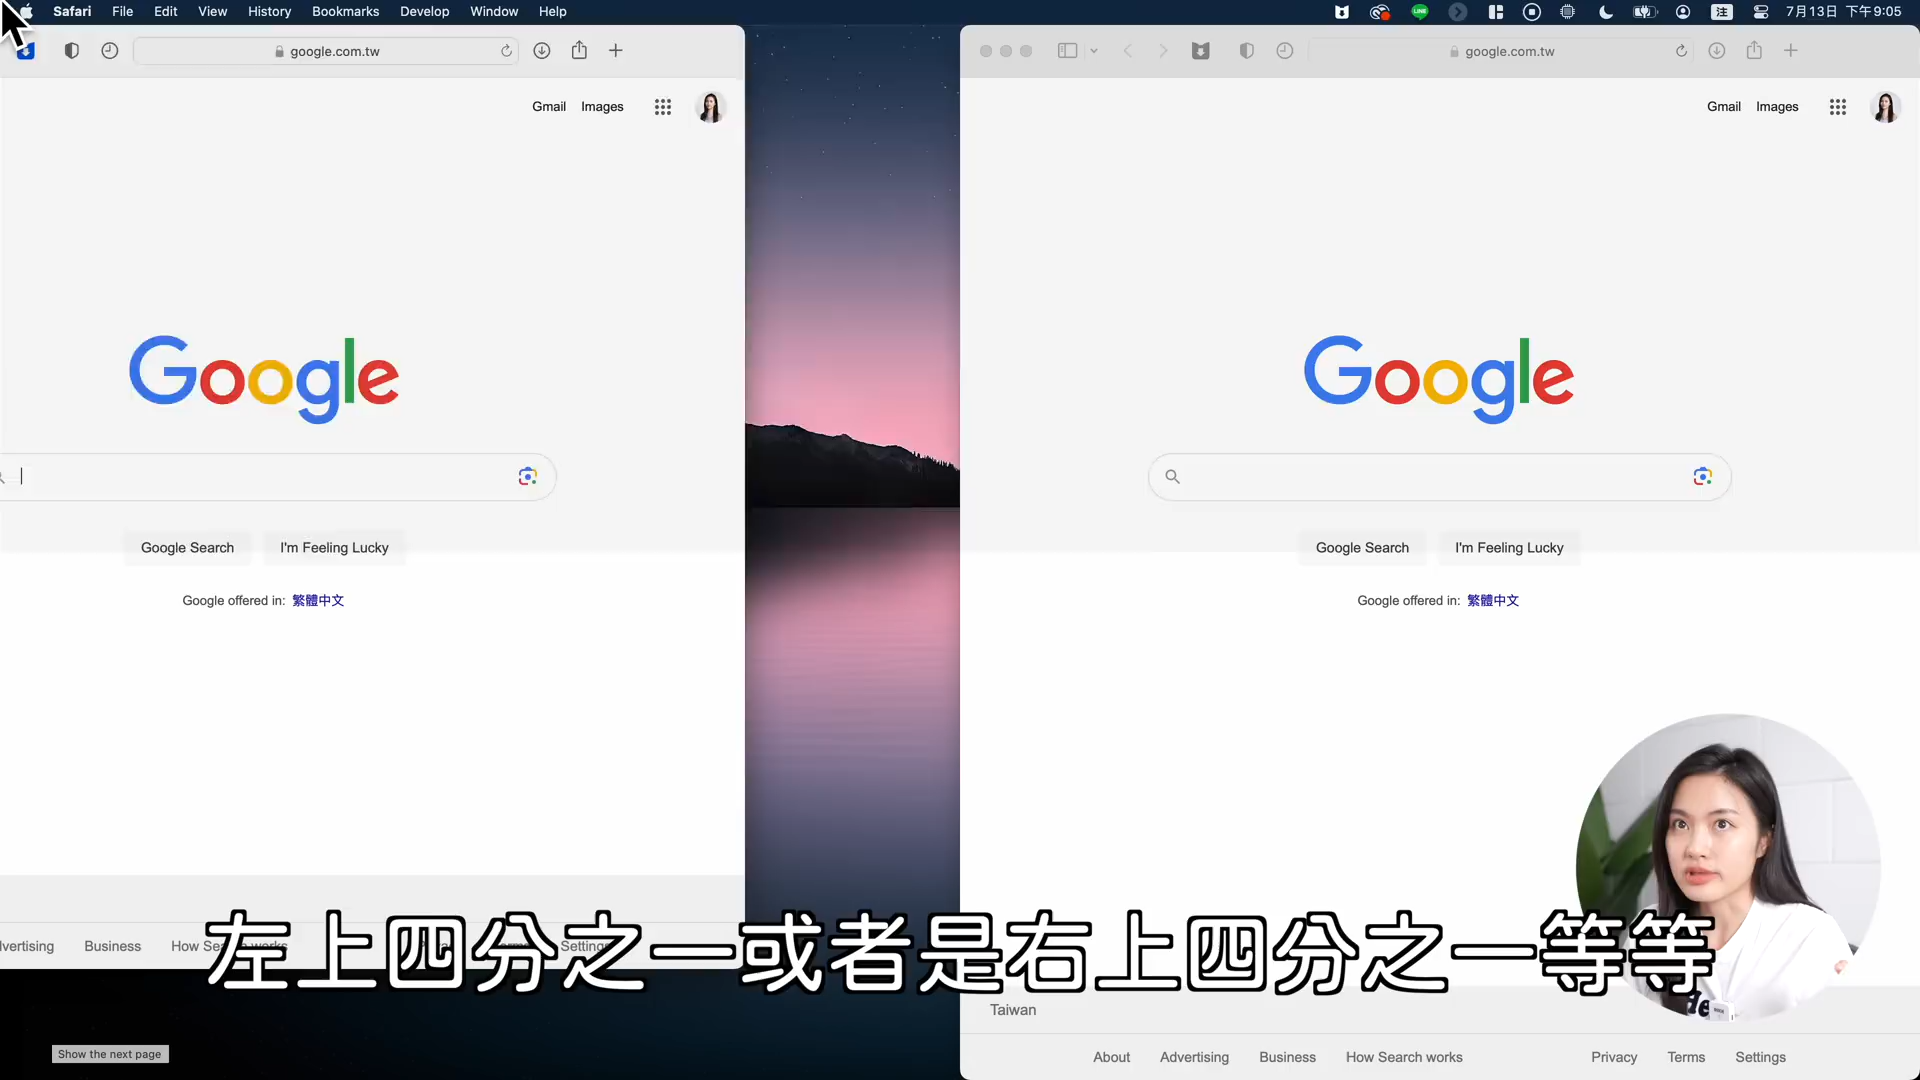 Safari File Edit View History Bookmarks Develop Window Help
LINE 注 7月13日 下午9:05
google.com.tw
google.com.tw
Gmail Images
Gmail Images
Google
Google
Google Search I'm Feeling Lucky
Google Search I'm Feeling Lucky
Google offered in: 繁體中文
Google offered in: 繁體中文
左上四分之一或者是右上四分之一等等
Business Settings
Taiwan
Show the next page
About Advertising Business How Search works Privacy Terms Settings